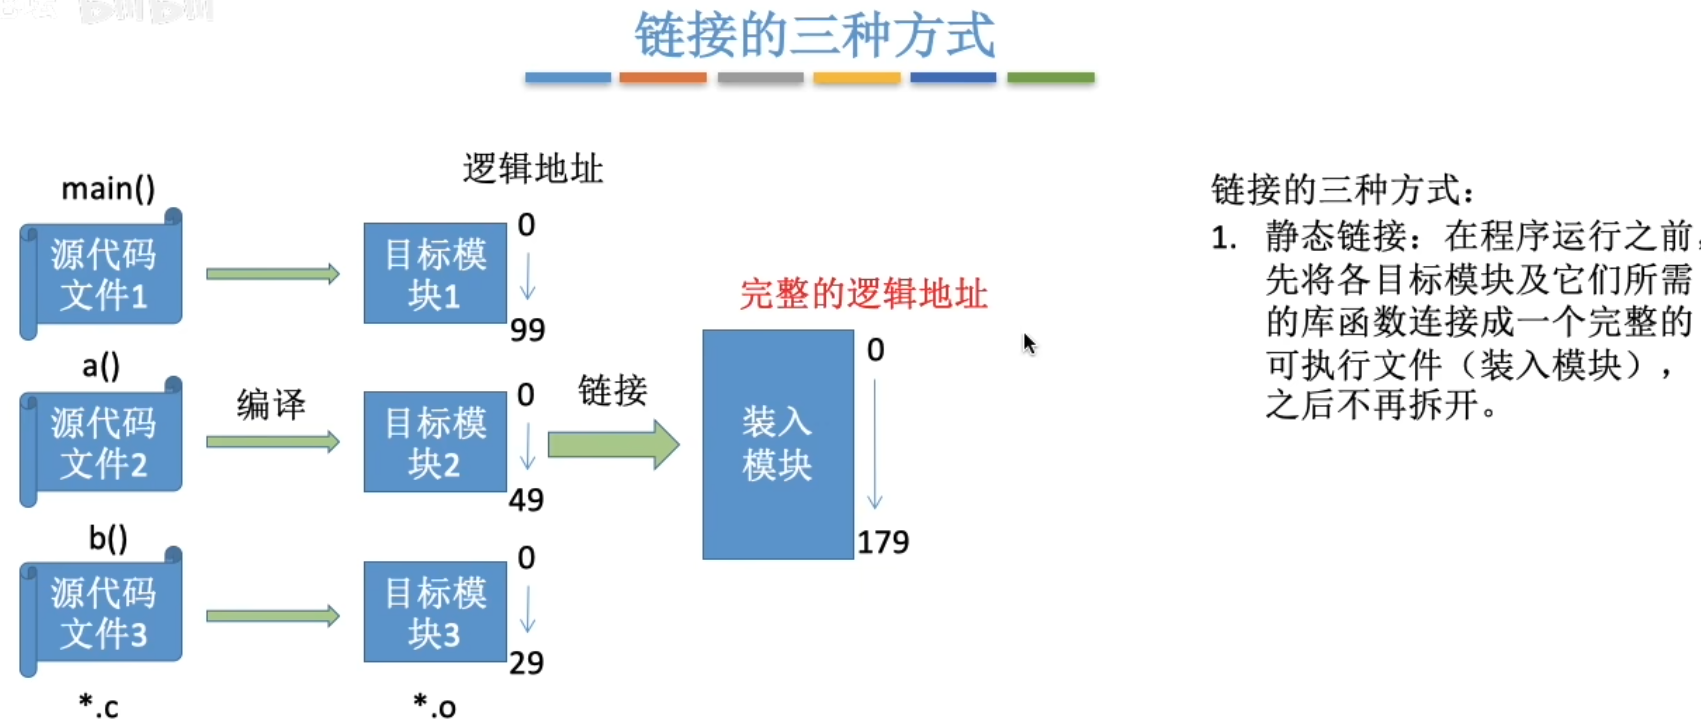 链接的三种方式
逻辑地址
main()
源代码
文件1
目标模
块1
0
99
a()
源代码
文件2
编译
目标模
块2
0
49
链接
b()
源代码
文件3
目标模
块3
0
29
*.c
*.o
完整的逻辑地址
装入
模块
0
179
链接的三种方式：
1. 静态链接：在程序运行之前，
先将各目标模块及它们所需
的库函数连接成一个完整的
可执行文件（装入模块），
之后不再拆开。